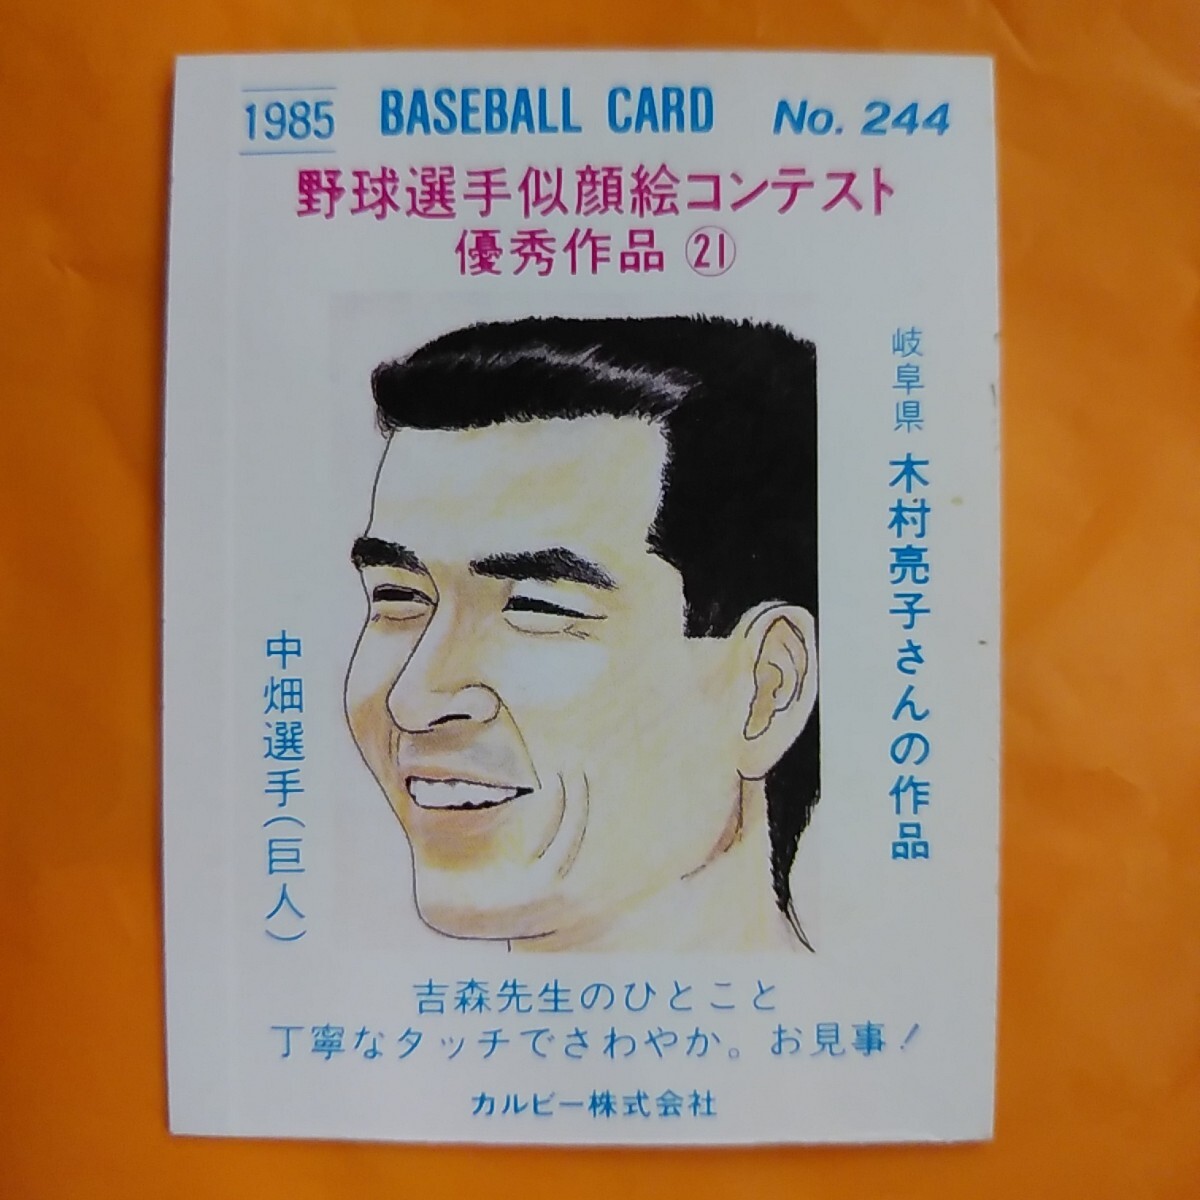 1985 BASEBALL CARD No. 244
野球選手似顔絵コンテスト
優秀作品 ㉑
岐阜県 木村亮子さんの作品
中畑選手(巨人)
吉森先生のひとこと
丁寧なタッチでさわやか。お見事!
カルビー株式会社